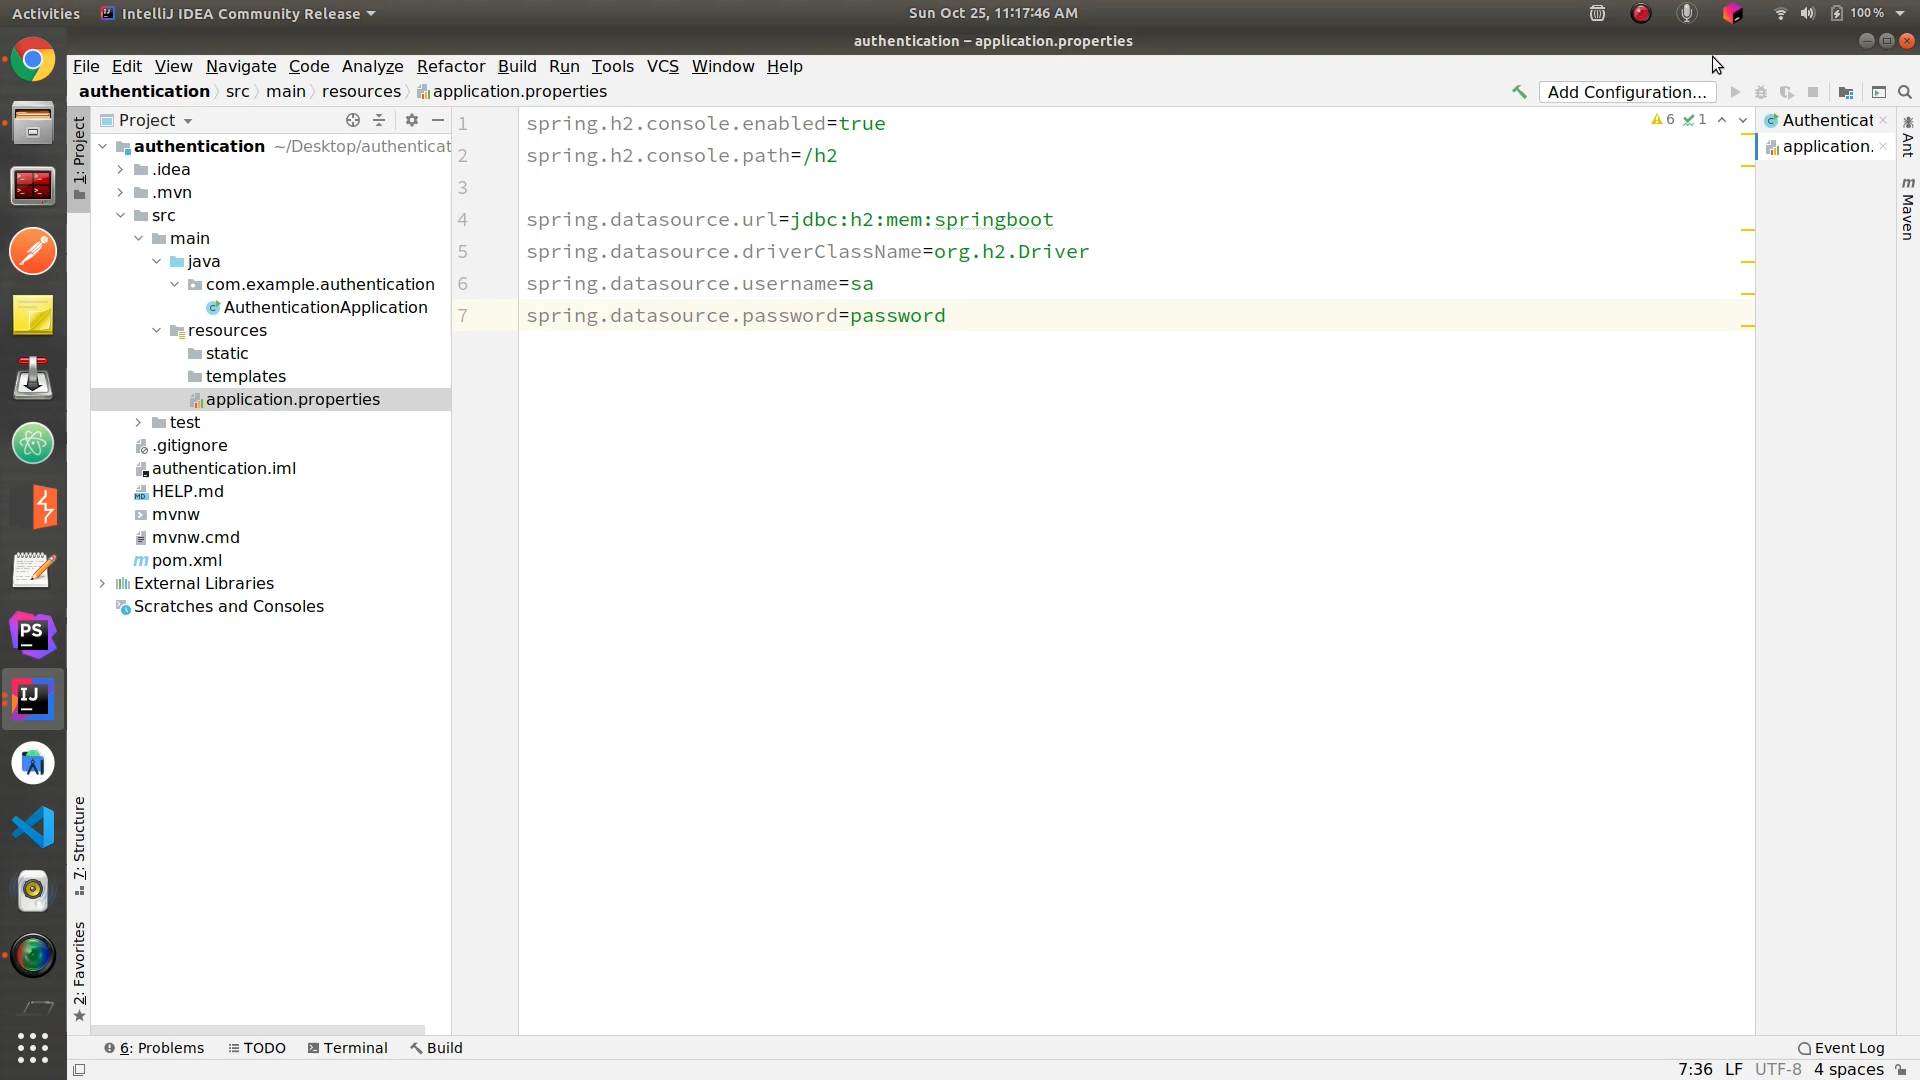 Activities
IntelliJ IDEA Community Release
Sun Oct 25, 11:17:46 AM
100 %
authentication – application.properties
File Edit View Navigate Code Analyze Refactor Build Run Tools VCS Window Help
authentication src main resources application.properties
Add Configuration...
1: Project
7: Structure
2: Favorites
Project
authentication ~/Desktop/authenticat
.idea
.mvn
src
main
java
com.example.authentication
AuthenticationApplication
resources
static
templates
application.properties
test
.gitignore
authentication.iml
HELP.md
mvnw
mvnw.cmd
pom.xml
External Libraries
Scratches and Consoles
1 spring.h2.console.enabled=true
2 spring.h2.console.path=/h2
3
4 spring.datasource.url=jdbc:h2:mem:springboot
5 spring.datasource.driverClassName=org.h2.Driver
6 spring.datasource.username=sa
7 spring.datasource.password=password
6 1
Authenticat
application.
Ant
Maven
PS
IJ
6: Problems TODO Terminal Build
Event Log
7:36 LF UTF-8 4 spaces